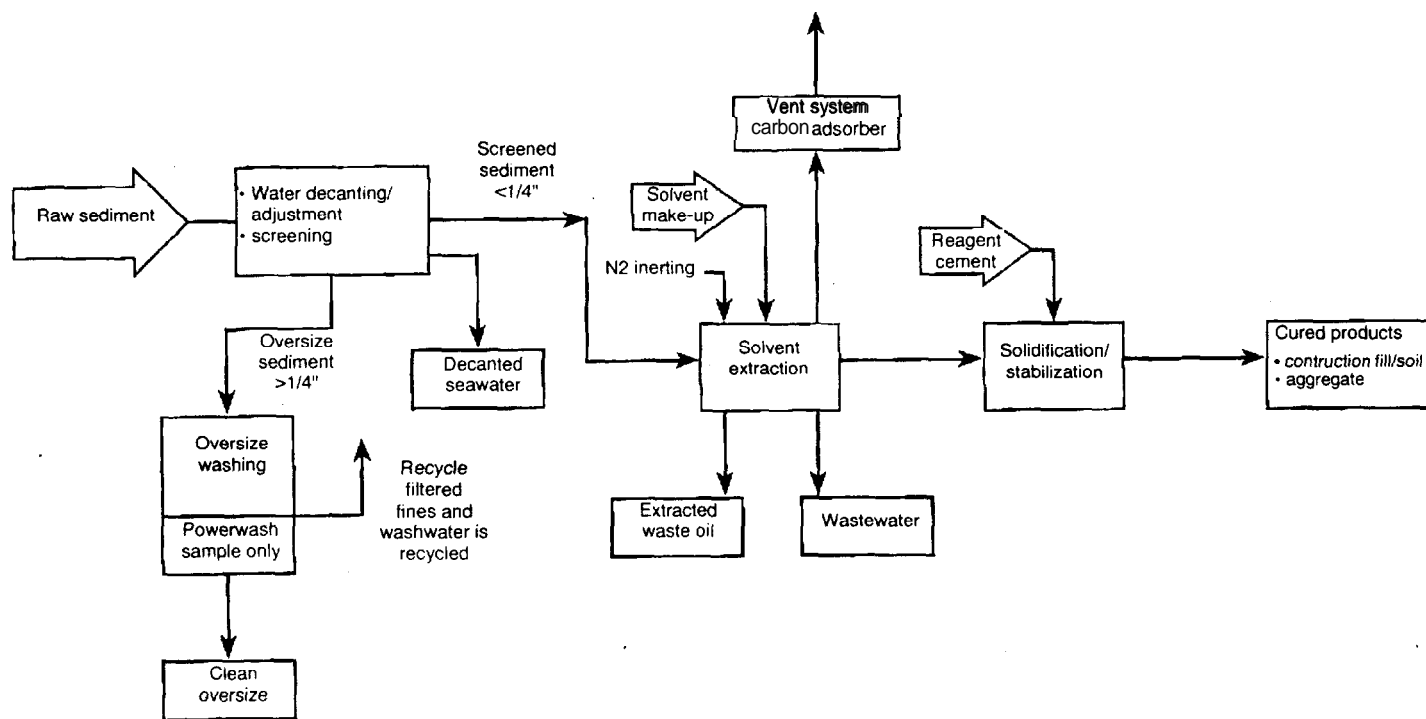 Raw sediment
• Water decanting/
adjustment
• screening
Screened
sediment
<1/4"
Oversize
sediment
>1/4"
Decanted
seawater
Oversize
washing
Powerwash
sample only
Recycle
filtered
fines and
washwater is
recycled
Clean
oversize
Vent system
carbon adsorber
Solvent
make-up
N2 inerting
Solvent
extraction
Extracted
waste oil
Wastewater
Reagent
cement
Solidification/
stabilization
Cured products
• contruction fill/soil
• aggregate